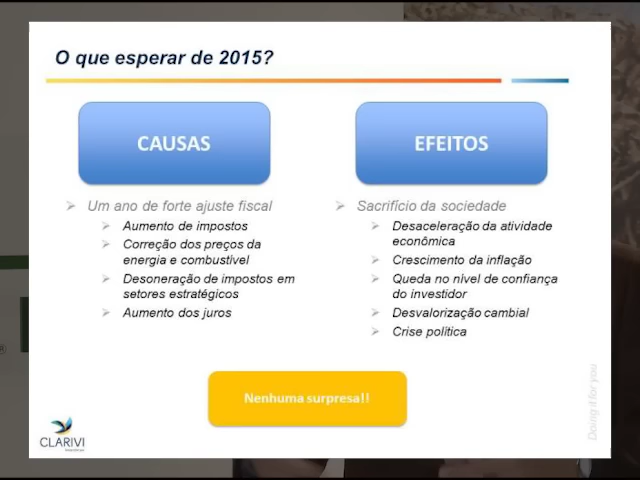 O que esperar de 2015?
CAUSAS
Um ano de forte ajuste fiscal
Aumento de impostos
Correção dos preços da
energia e combustível
Desoneração de impostos em
setores estratégicos
Aumento dos juros
EFEITOS
Sacrifício da sociedade
Desaceleração da atividade
econômica
Crescimento da inflação
Queda no nível de confiança
do investidor
Desvalorização cambial
Crise política
Nenhuma surpresa!!
CLARIVI
Doing it for you
®